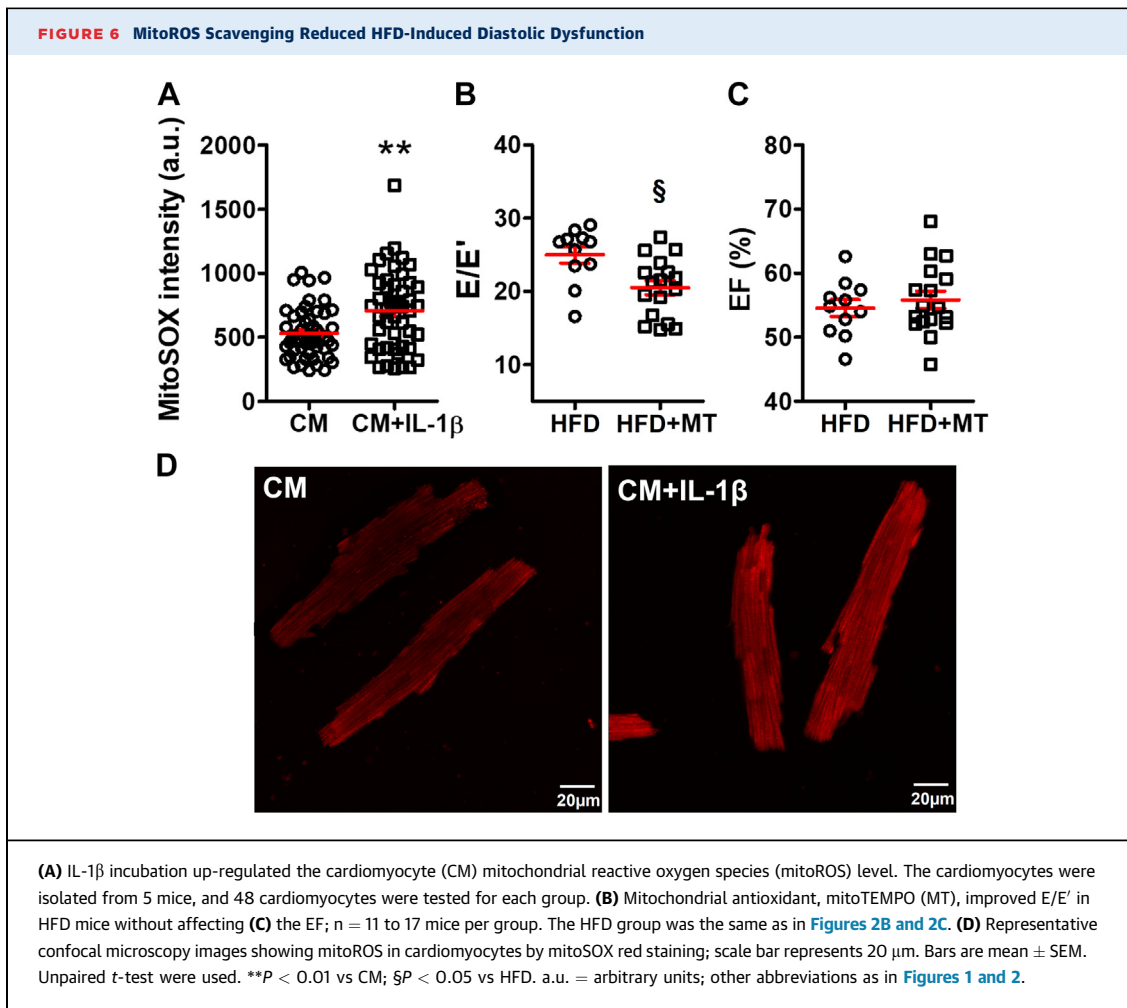 FIGURE 6 MitoROS Scavenging Reduced HFD-Induced Diastolic Dysfunction
A
B
C
MitoSOX intensity (a.u.)
2000
1500
1000
500
0
**
CM
CM+IL-1β
E/E'
40
30
20
10
§
HFD
HFD+MT
EF (%)
80
70
60
50
40
HFD
HFD+MT
D
CM
20µm
CM+IL-1β
20µm
(A) IL-1β incubation up-regulated the cardiomyocyte (CM) mitochondrial reactive oxygen species (mitoROS) level. The cardiomyocytes were
isolated from 5 mice, and 48 cardiomyocytes were tested for each group. (B) Mitochondrial antioxidant, mitoTEMPO (MT), improved E/E′ in
HFD mice without affecting (C) the EF; n = 11 to 17 mice per group. The HFD group was the same as in Figures 2B and 2C. (D) Representative
confocal microscopy images showing mitoROS in cardiomyocytes by mitoSOX red staining; scale bar represents 20 μm. Bars are mean ± SEM.
Unpaired t-test were used. **P < 0.01 vs CM; §P < 0.05 vs HFD. a.u. = arbitrary units; other abbreviations as in Figures 1 and 2.